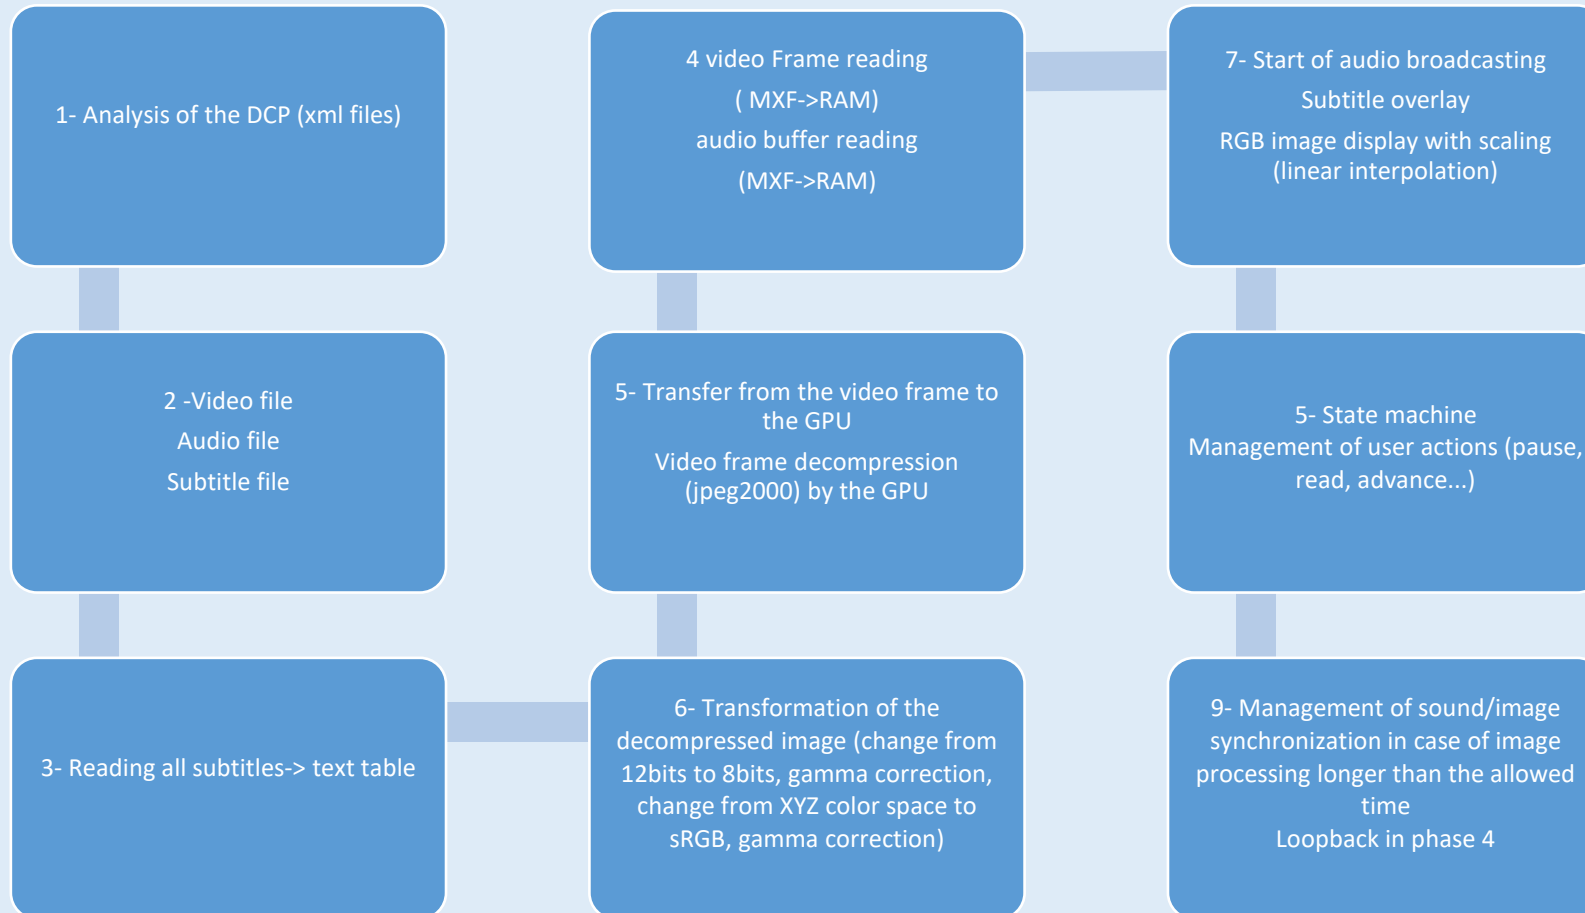 1- Analysis of the DCP (xml files)
2 -Video file
Audio file
Subtitle file
3- Reading all subtitles-> text table
4 video Frame reading
( MXF->RAM)
audio buffer reading
(MXF->RAM)
5- Transfer from the video frame to
the GPU
Video frame decompression
(jpeg2000) by the GPU
6- Transformation of the
decompressed image (change from
12bits to 8bits, gamma correction,
change from XYZ color space to
sRGB, gamma correction)
7- Start of audio broadcasting
Subtitle overlay
RGB image display with scaling
(linear interpolation)
5- State machine
Management of user actions (pause,
read, advance...)
9- Management of sound/image
synchronization in case of image
processing longer than the allowed
time
Loopback in phase 4